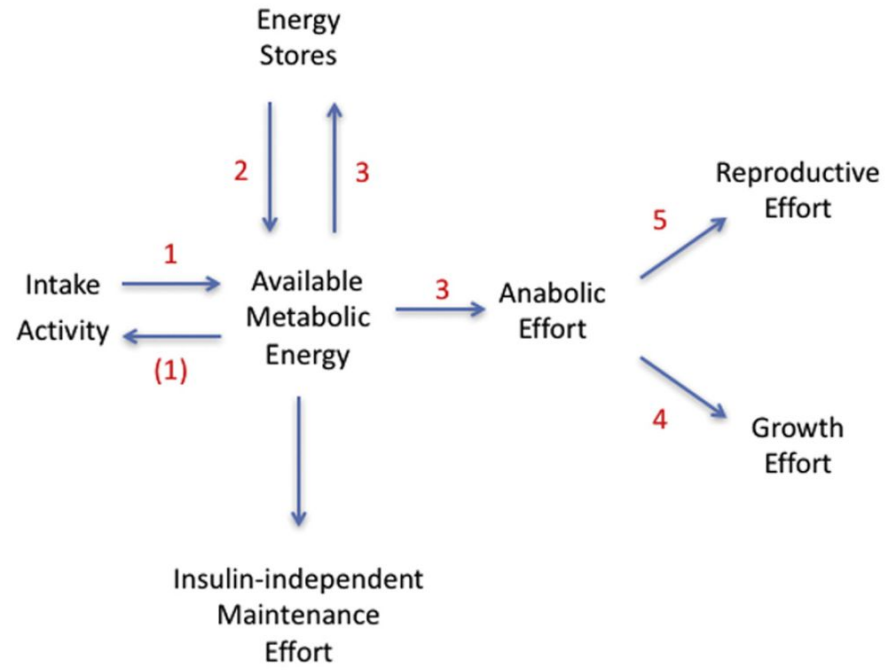 Energy
Stores
2
3
Reproductive
Effort
5
1
Intake
Activity
(1)
Available
Metabolic
Energy
3
Anabolic
Effort
4
Growth
Effort
Insulin-independent
Maintenance
Effort